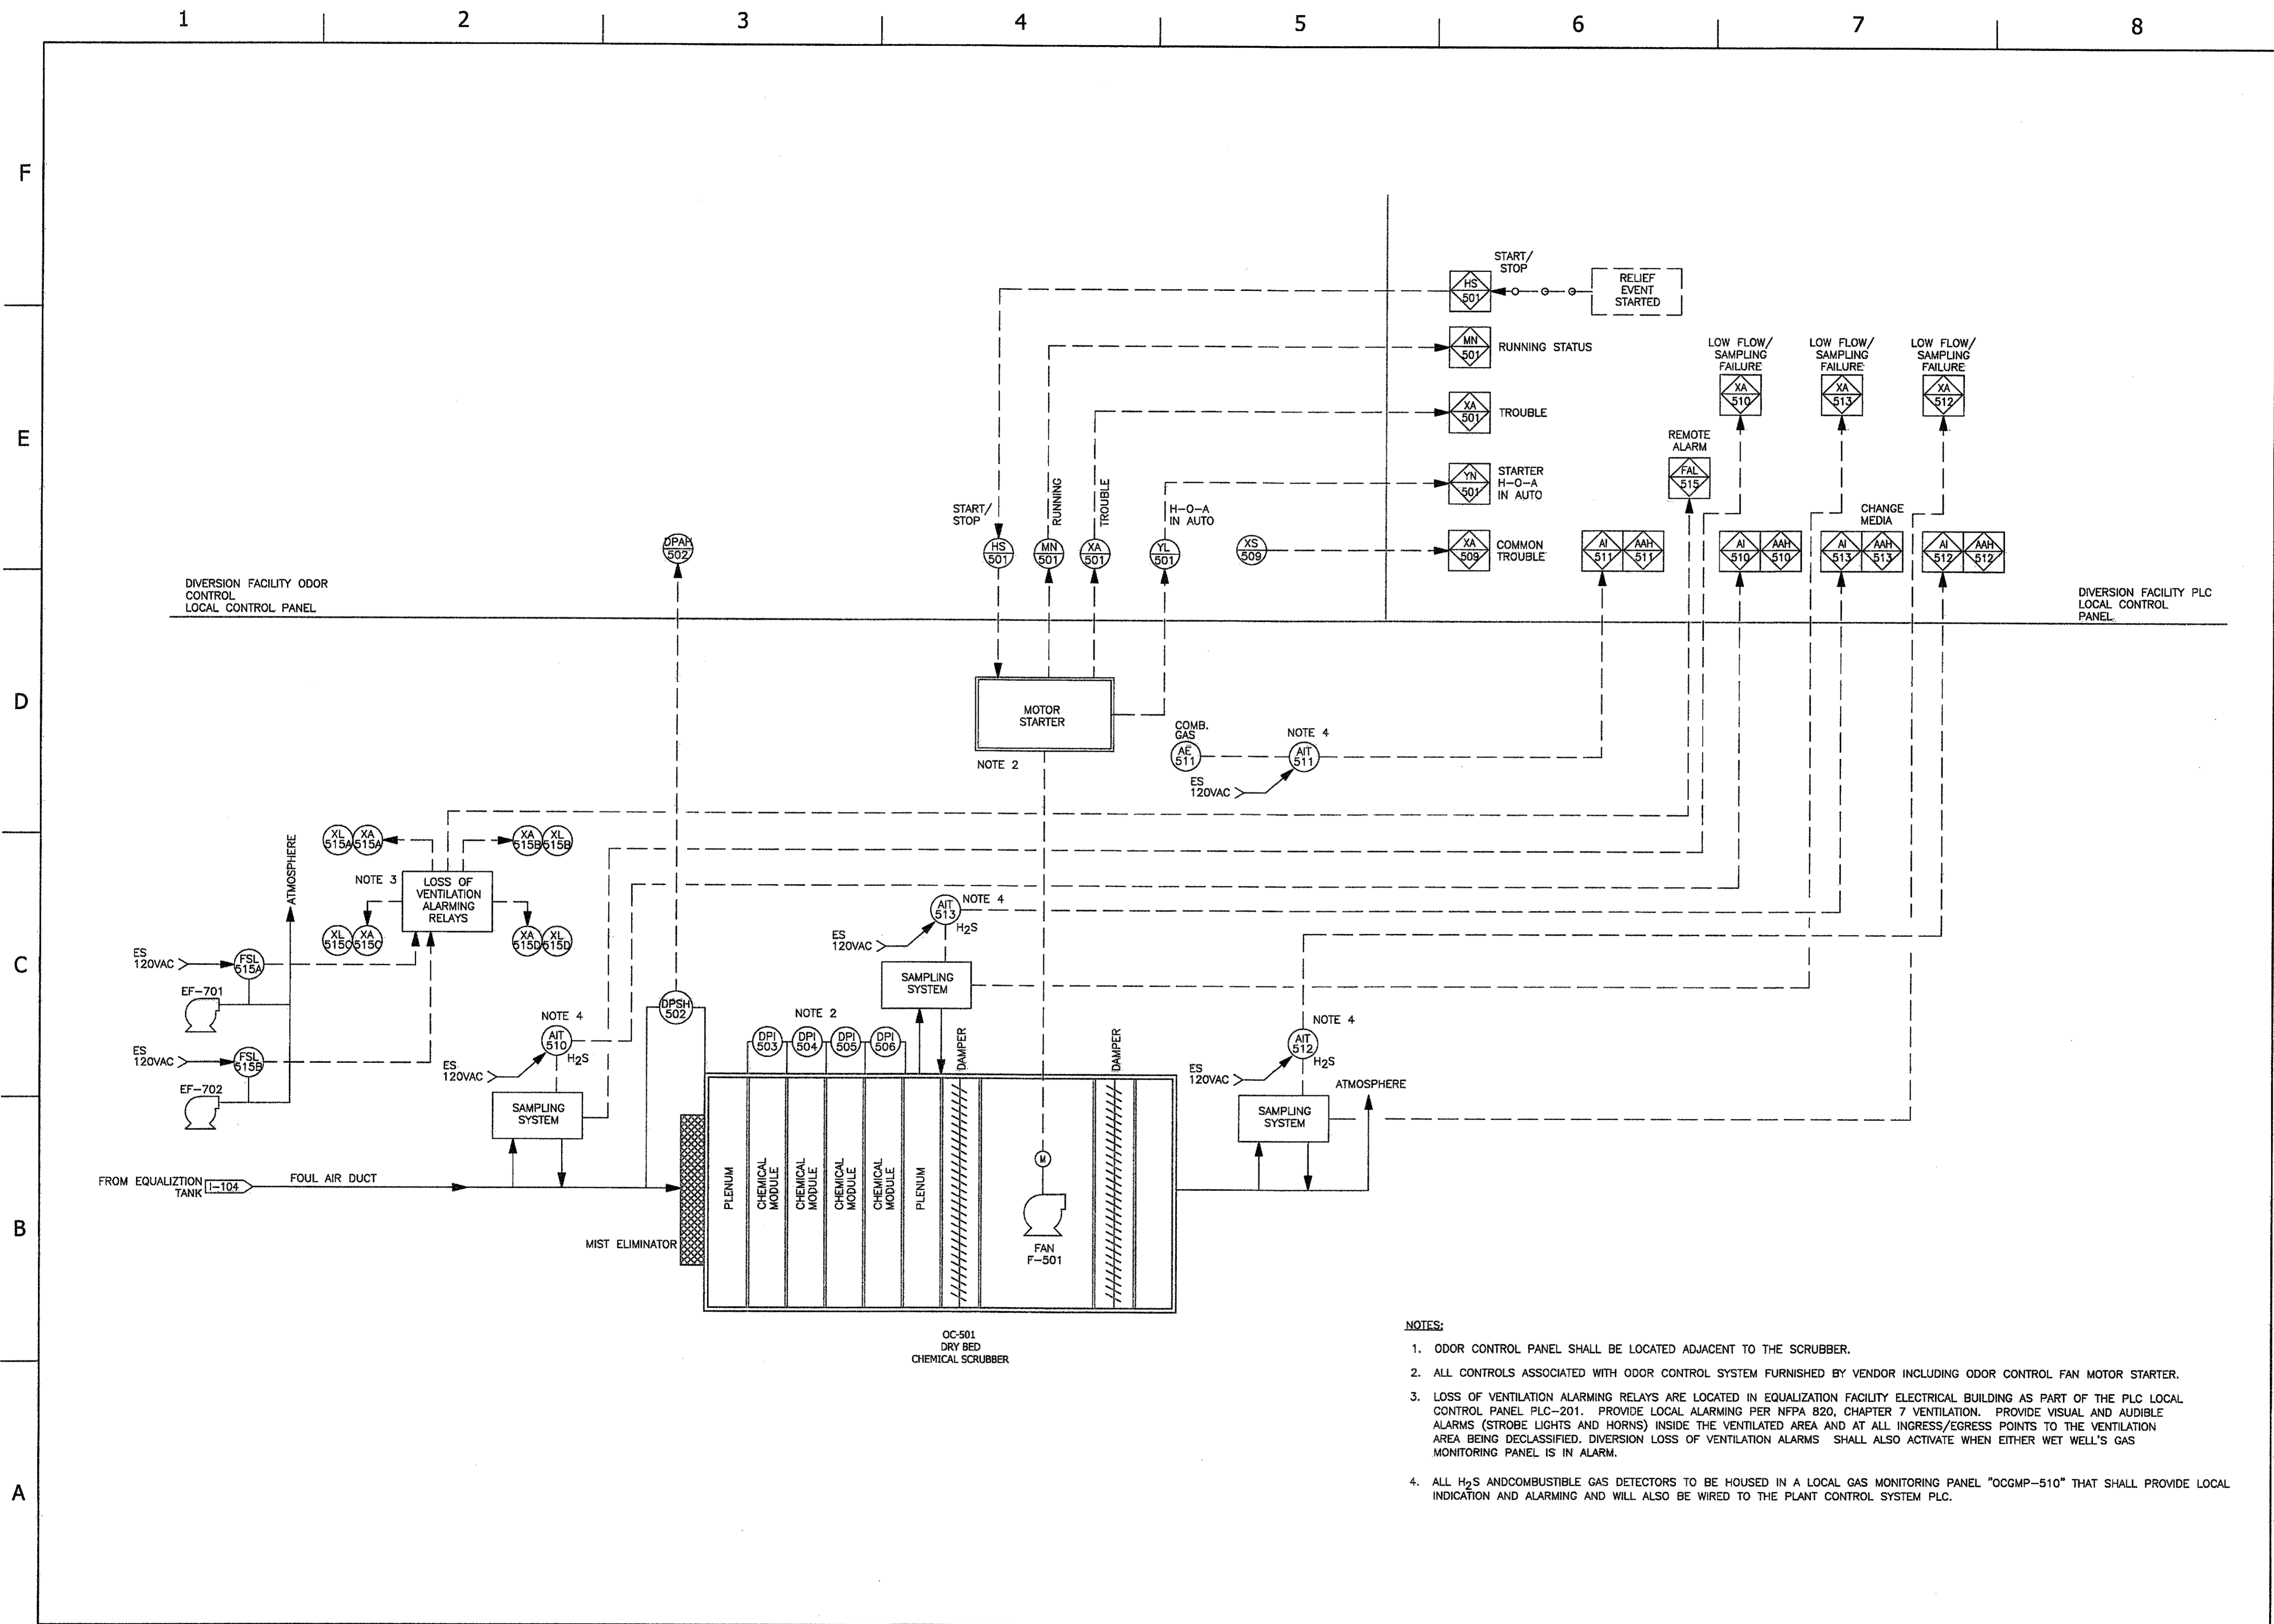 1 2 3 4 5 6 7 8
F
E
D
C
B
A
START/
STOP
HS
501
RELIEF
EVENT
STARTED
MN
501
RUNNING STATUS
XA
501
TROUBLE
YN
501
STARTER
H-O-A
IN AUTO
XA
509
COMMON
TROUBLE
LOW FLOW/
SAMPLING
FAILURE
XA
510
LOW FLOW/
SAMPLING
FAILURE
XA
513
LOW FLOW/
SAMPLING
FAILURE
XA
512
REMOTE
ALARM
FAL
515
CHANGE
MEDIA
AI
511
AAH
511
AI
510
AAH
510
AI
513
AAH
513
AI
512
AAH
512
DPAH
502
START/
STOP
RUNNING
TROUBLE
H-O-A
IN AUTO
HS
501
MN
501
XA
501
YL
501
XS
509
DIVERSION FACILITY ODOR
CONTROL
LOCAL CONTROL PANEL
DIVERSION FACILITY PLC
LOCAL CONTROL
PANEL
MOTOR
STARTER
NOTE 2
COMB.
GAS
AE
511
NOTE 4
AIT
511
ES
120VAC
ATMOSPHERE
XL
515A
XA
515A
XA
515B
XL
515B
NOTE 3
LOSS OF
VENTILATION
ALARMING
RELAYS
XL
515C
XA
515C
XA
515D
XL
515D
ES
120VAC
FSL
515A
EF-701
ES
120VAC
FSL
515B
EF-702
NOTE 4
AIT
510
H2S
ES
120VAC
SAMPLING
SYSTEM
DPSH
502
NOTE 2
DPI
503
DPI
504
DPI
505
DPI
506
AIT
513
NOTE 4
H2S
ES
120VAC
SAMPLING
SYSTEM
DAMPER
DAMPER
NOTE 4
AIT
512
H2S
ES
120VAC
SAMPLING
SYSTEM
ATMOSPHERE
FROM EQUALIZTION
TANK
I-104
FOUL AIR DUCT
MIST ELIMINATOR
PLENUM
CHEMICAL
MODULE
CHEMICAL
MODULE
CHEMICAL
MODULE
CHEMICAL
MODULE
PLENUM
M
FAN
F-501
OC-501
DRY BED
CHEMICAL SCRUBBER
NOTES:
1. ODOR CONTROL PANEL SHALL BE LOCATED ADJACENT TO THE SCRUBBER.
2. ALL CONTROLS ASSOCIATED WITH ODOR CONTROL SYSTEM FURNISHED BY VENDOR INCLUDING ODOR CONTROL FAN MOTOR STARTER.
3. LOSS OF VENTILATION ALARMING RELAYS ARE LOCATED IN EQUALIZATION FACILITY ELECTRICAL BUILDING AS PART OF THE PLC LOCAL
CONTROL PANEL PLC-201. PROVIDE LOCAL ALARMING PER NFPA 820, CHAPTER 7 VENTILATION. PROVIDE VISUAL AND AUDIBLE
ALARMS (STROBE LIGHTS AND HORNS) INSIDE THE VENTILATED AREA AND AT ALL INGRESS/EGRESS POINTS TO THE VENTILATION
AREA BEING DECLASSIFIED. DIVERSION LOSS OF VENTILATION ALARMS SHALL ALSO ACTIVATE WHEN EITHER WET WELL'S GAS
MONITORING PANEL IS IN ALARM.
4. ALL H2S ANDCOMBUSTIBLE GAS DETECTORS TO BE HOUSED IN A LOCAL GAS MONITORING PANEL "OCGMP-510" THAT SHALL PROVIDE LOCAL
INDICATION AND ALARMING AND WILL ALSO BE WIRED TO THE PLANT CONTROL SYSTEM PLC.